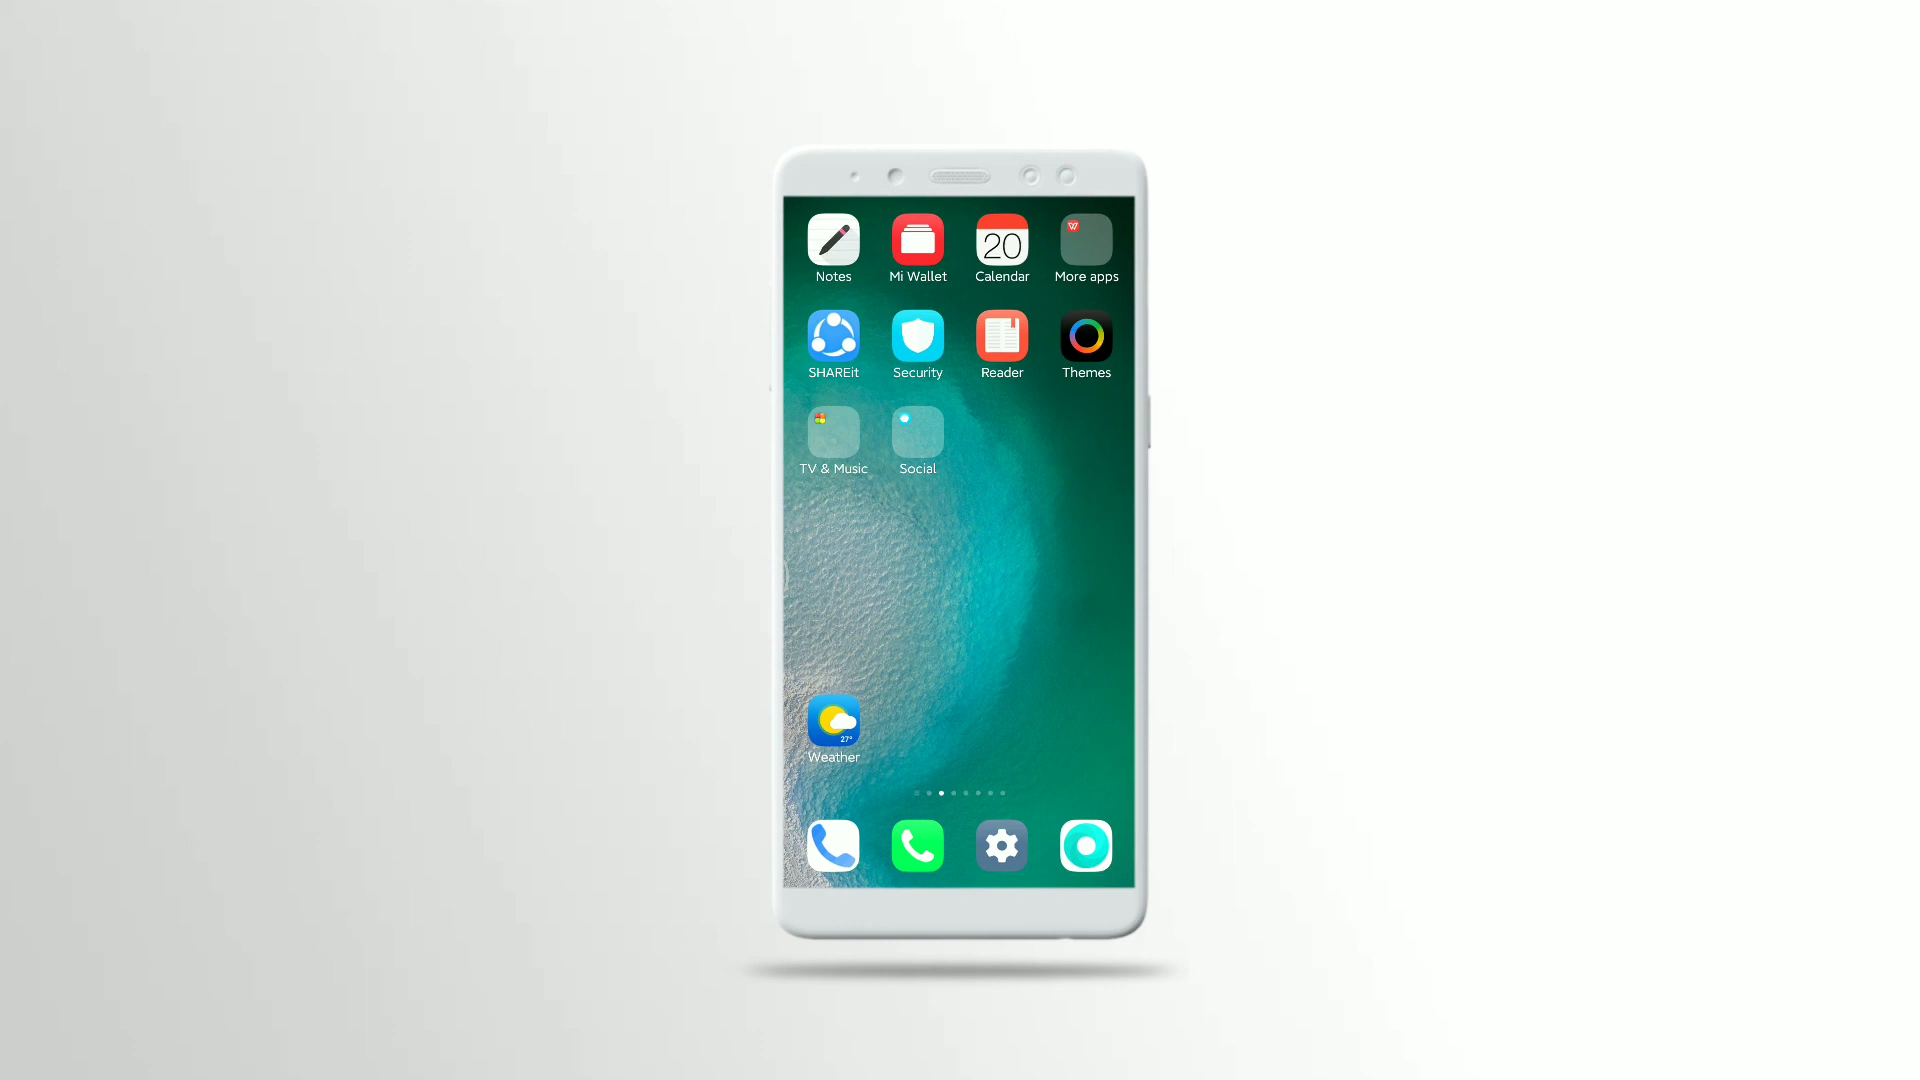 Notes Mi Wallet 20 Calendar More apps
SHAREit Security Reader Themes
TV & Music Social
27°
Weather